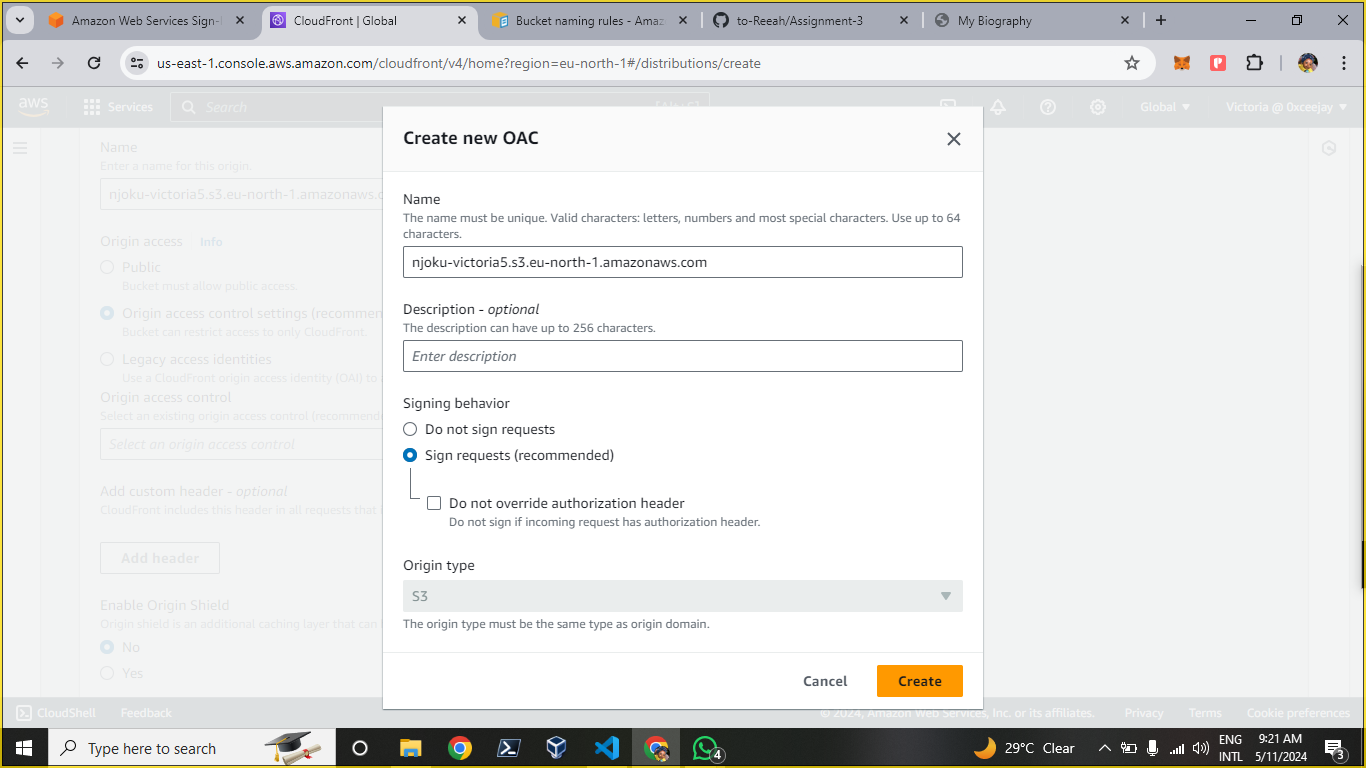 Amazon Web Services Sign-
CloudFront | Global
Bucket naming rules - Amaz
to-Reeah/Assignment-3
My Biography
us-east-1.console.aws.amazon.com/cloudfront/v4/home?region=eu-north-1#/distributions/create
aws
Services
Search
[Alt+S]
Global
Victoria @ 0xceejay
Name
Enter a name for this origin.
njoku-victoria5.s3.eu-north-1.amazonaws.c
Origin access
Info
Public
Bucket must allow public access.
Origin access control settings (recommen
Bucket can restrict access to only CloudFront.
Legacy access identities
Use a CloudFront origin access identity (OAI) to
Origin access control
Select an existing origin access control (recommende
Select an origin access control
Add custom header - optional
CloudFront includes this header in all requests that
Add header
Enable Origin Shield
Origin shield is an additional caching layer that can
No
Yes
Create new OAC
Name
The name must be unique. Valid characters: letters, numbers and most special characters. Use up to 64
characters.
njoku-victoria5.s3.eu-north-1.amazonaws.com
Description - optional
The description can have up to 256 characters.
Enter description
Signing behavior
Do not sign requests
Sign requests (recommended)
Do not override authorization header
Do not sign if incoming request has authorization header.
Origin type
S3
The origin type must be the same type as origin domain.
Cancel
Create
CloudShell
Feedback
© 2024, Amazon Web Services, Inc. or its affiliates.
Privacy
Terms
Cookie preferences
Type here to search
4
29°C Clear
ENG
INTL
9:21 AM
5/11/2024
3